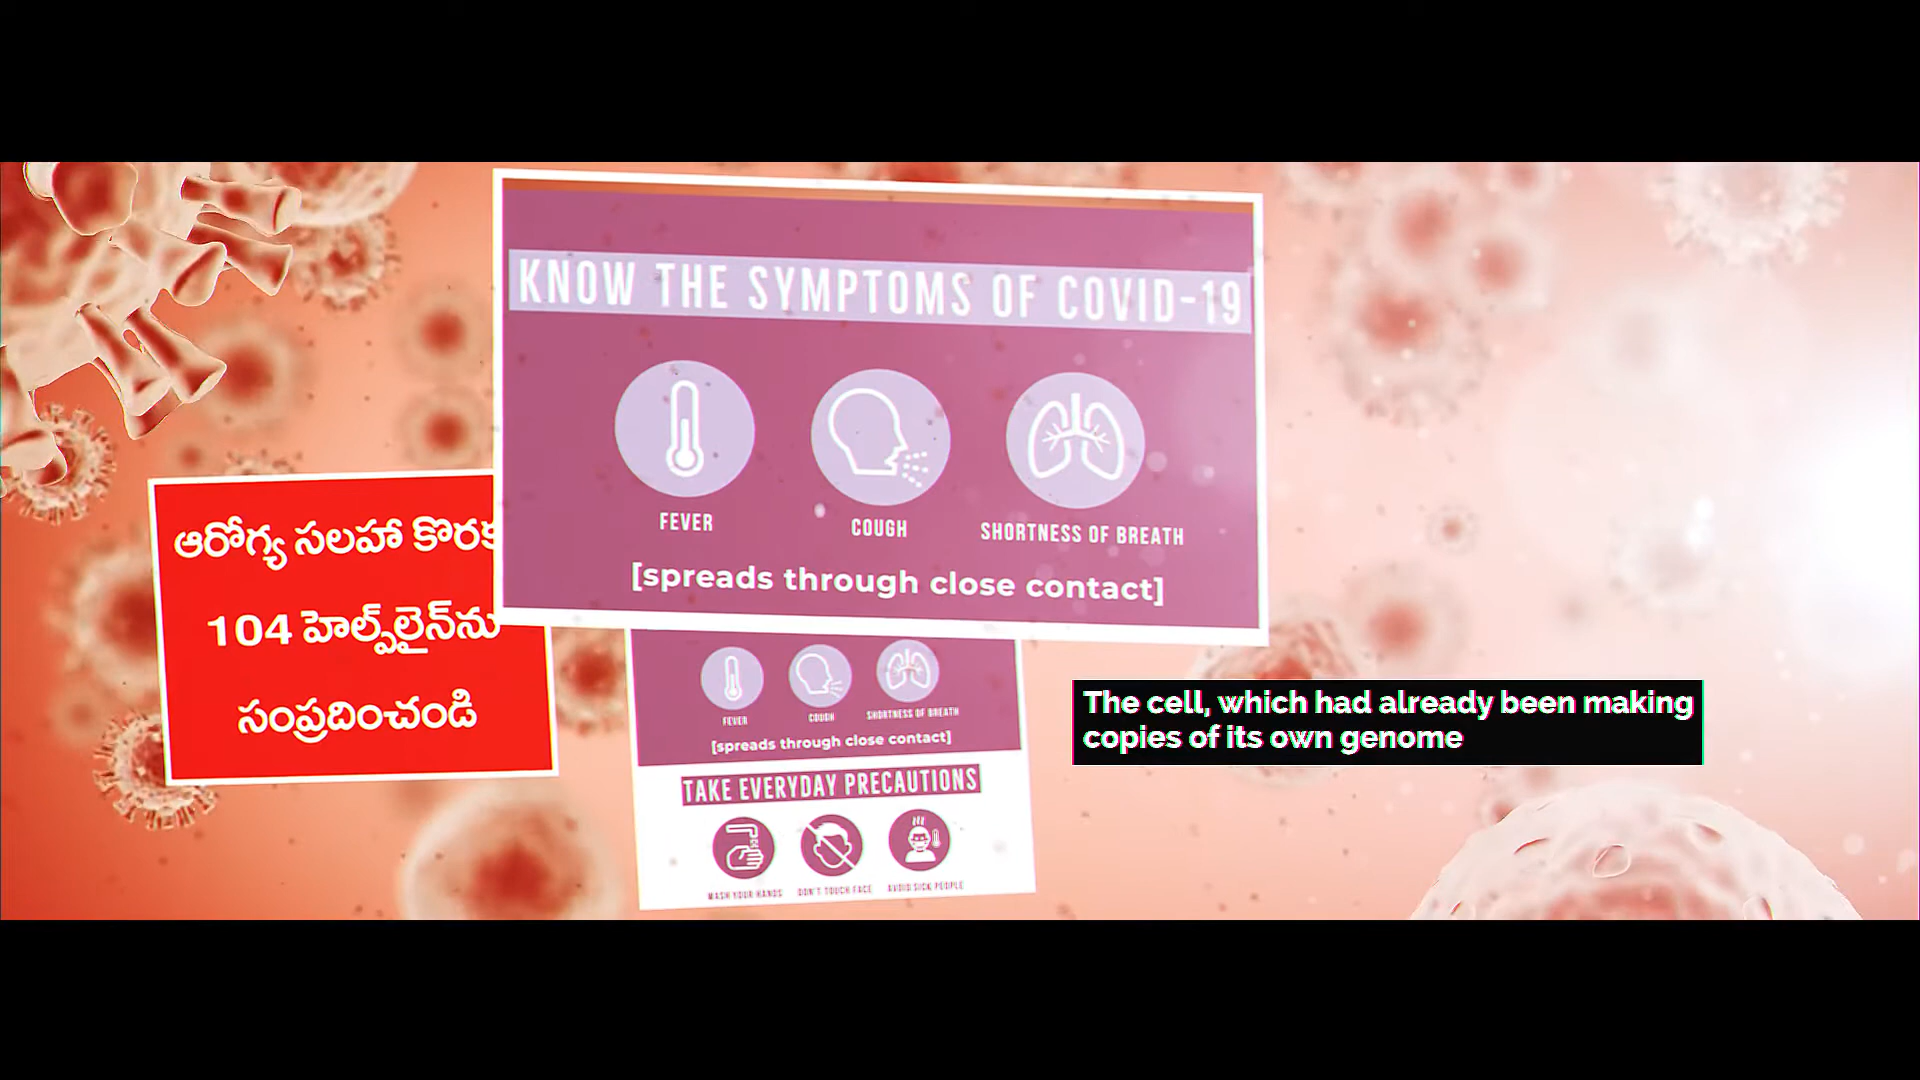 KNOW THE SYMPTOMS OF COVID-19
FEVER
COUGH
SHORTNESS OF BREATH
[spreads through close contact]
ఆరోగ్య సలహా కొరకు
104 హెల్ప్‌లైన్‌ను
సంప్రదించండి
FEVER
COUGH
SHORTNESS OF BREATH
[spreads through close contact]
TAKE EVERYDAY PRECAUTIONS
WASH YOUR HANDS
DON'T TOUCH FACE
AVOID SICK PEOPLE
The cell, which had already been making
copies of its own genome